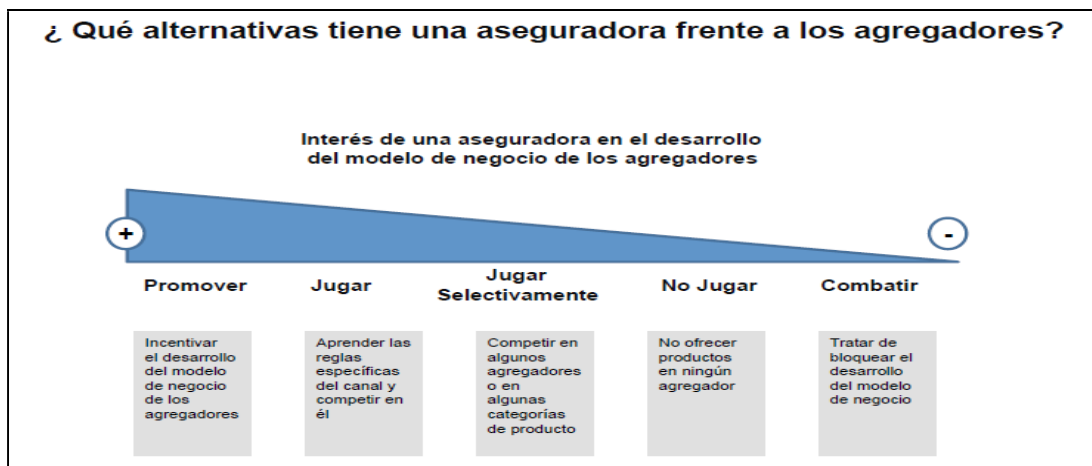 ¿ Qué alternativas tiene una aseguradora frente a los agregadores?
Interés de una aseguradora en el desarrollo
del modelo de negocio de los agregadores
+
-
Promover
Jugar
Jugar
Selectivamente
No Jugar
Combatir
Incentivar
el desarrollo
del modelo
de negocio
de los
agregadores
Aprender las
reglas
específicas
del canal y
competir en
él
Competir en
algunos
agregadores
o en
algunas
categorías
de producto
No ofrecer
productos
en ningún
agregador
Tratar de
bloquear el
desarrollo
del modelo
de negocio